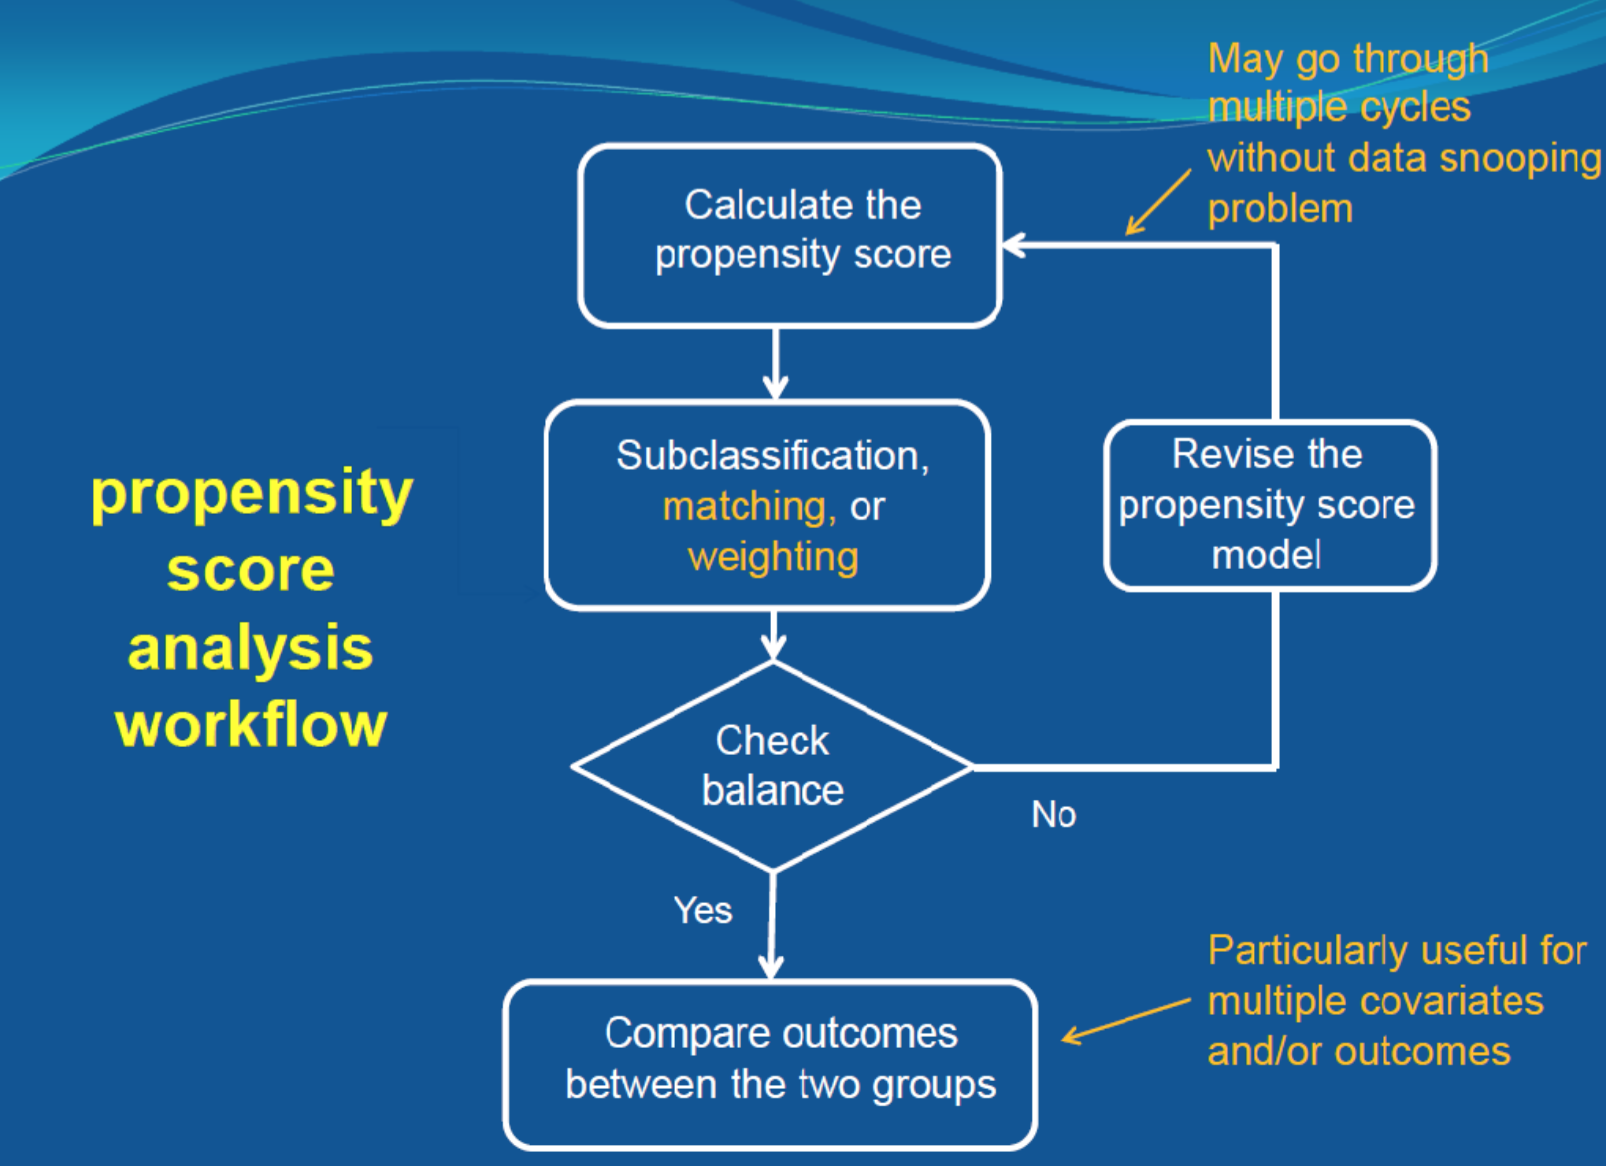 May go through
multiple cycles
without data snooping
problem
Calculate the
propensity score
Subclassification,
matching, or
weighting
Revise the
propensity score
model
propensity
score
analysis
workflow
Check
balance
No
Yes
Compare outcomes
between the two groups
Particularly useful for
multiple covariates
and/or outcomes